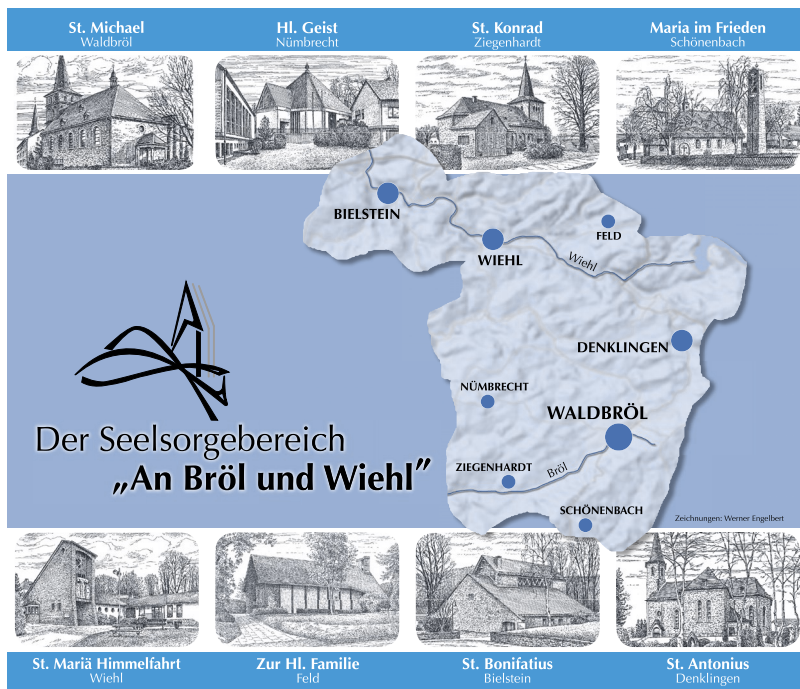 St. Michael
Waldbröl
Hl. Geist
Nümbrecht
St. Konrad
Ziegenhardt
Maria im Frieden
Schönenbach
BIELSTEIN
FELD
WIEHL
Wiehl
DENKLINGEN
NÜMBRECHT
WALDBRÖL
Der Seelsorgebereich
„An Bröl und Wiehl”
ZIEGENHARDT
Bröl
SCHÖNENBACH
Zeichnungen: Werner Engelbert
St. Mariä Himmelfahrt
Wiehl
Zur Hl. Familie
Feld
St. Bonifatius
Bielstein
St. Antonius
Denklingen